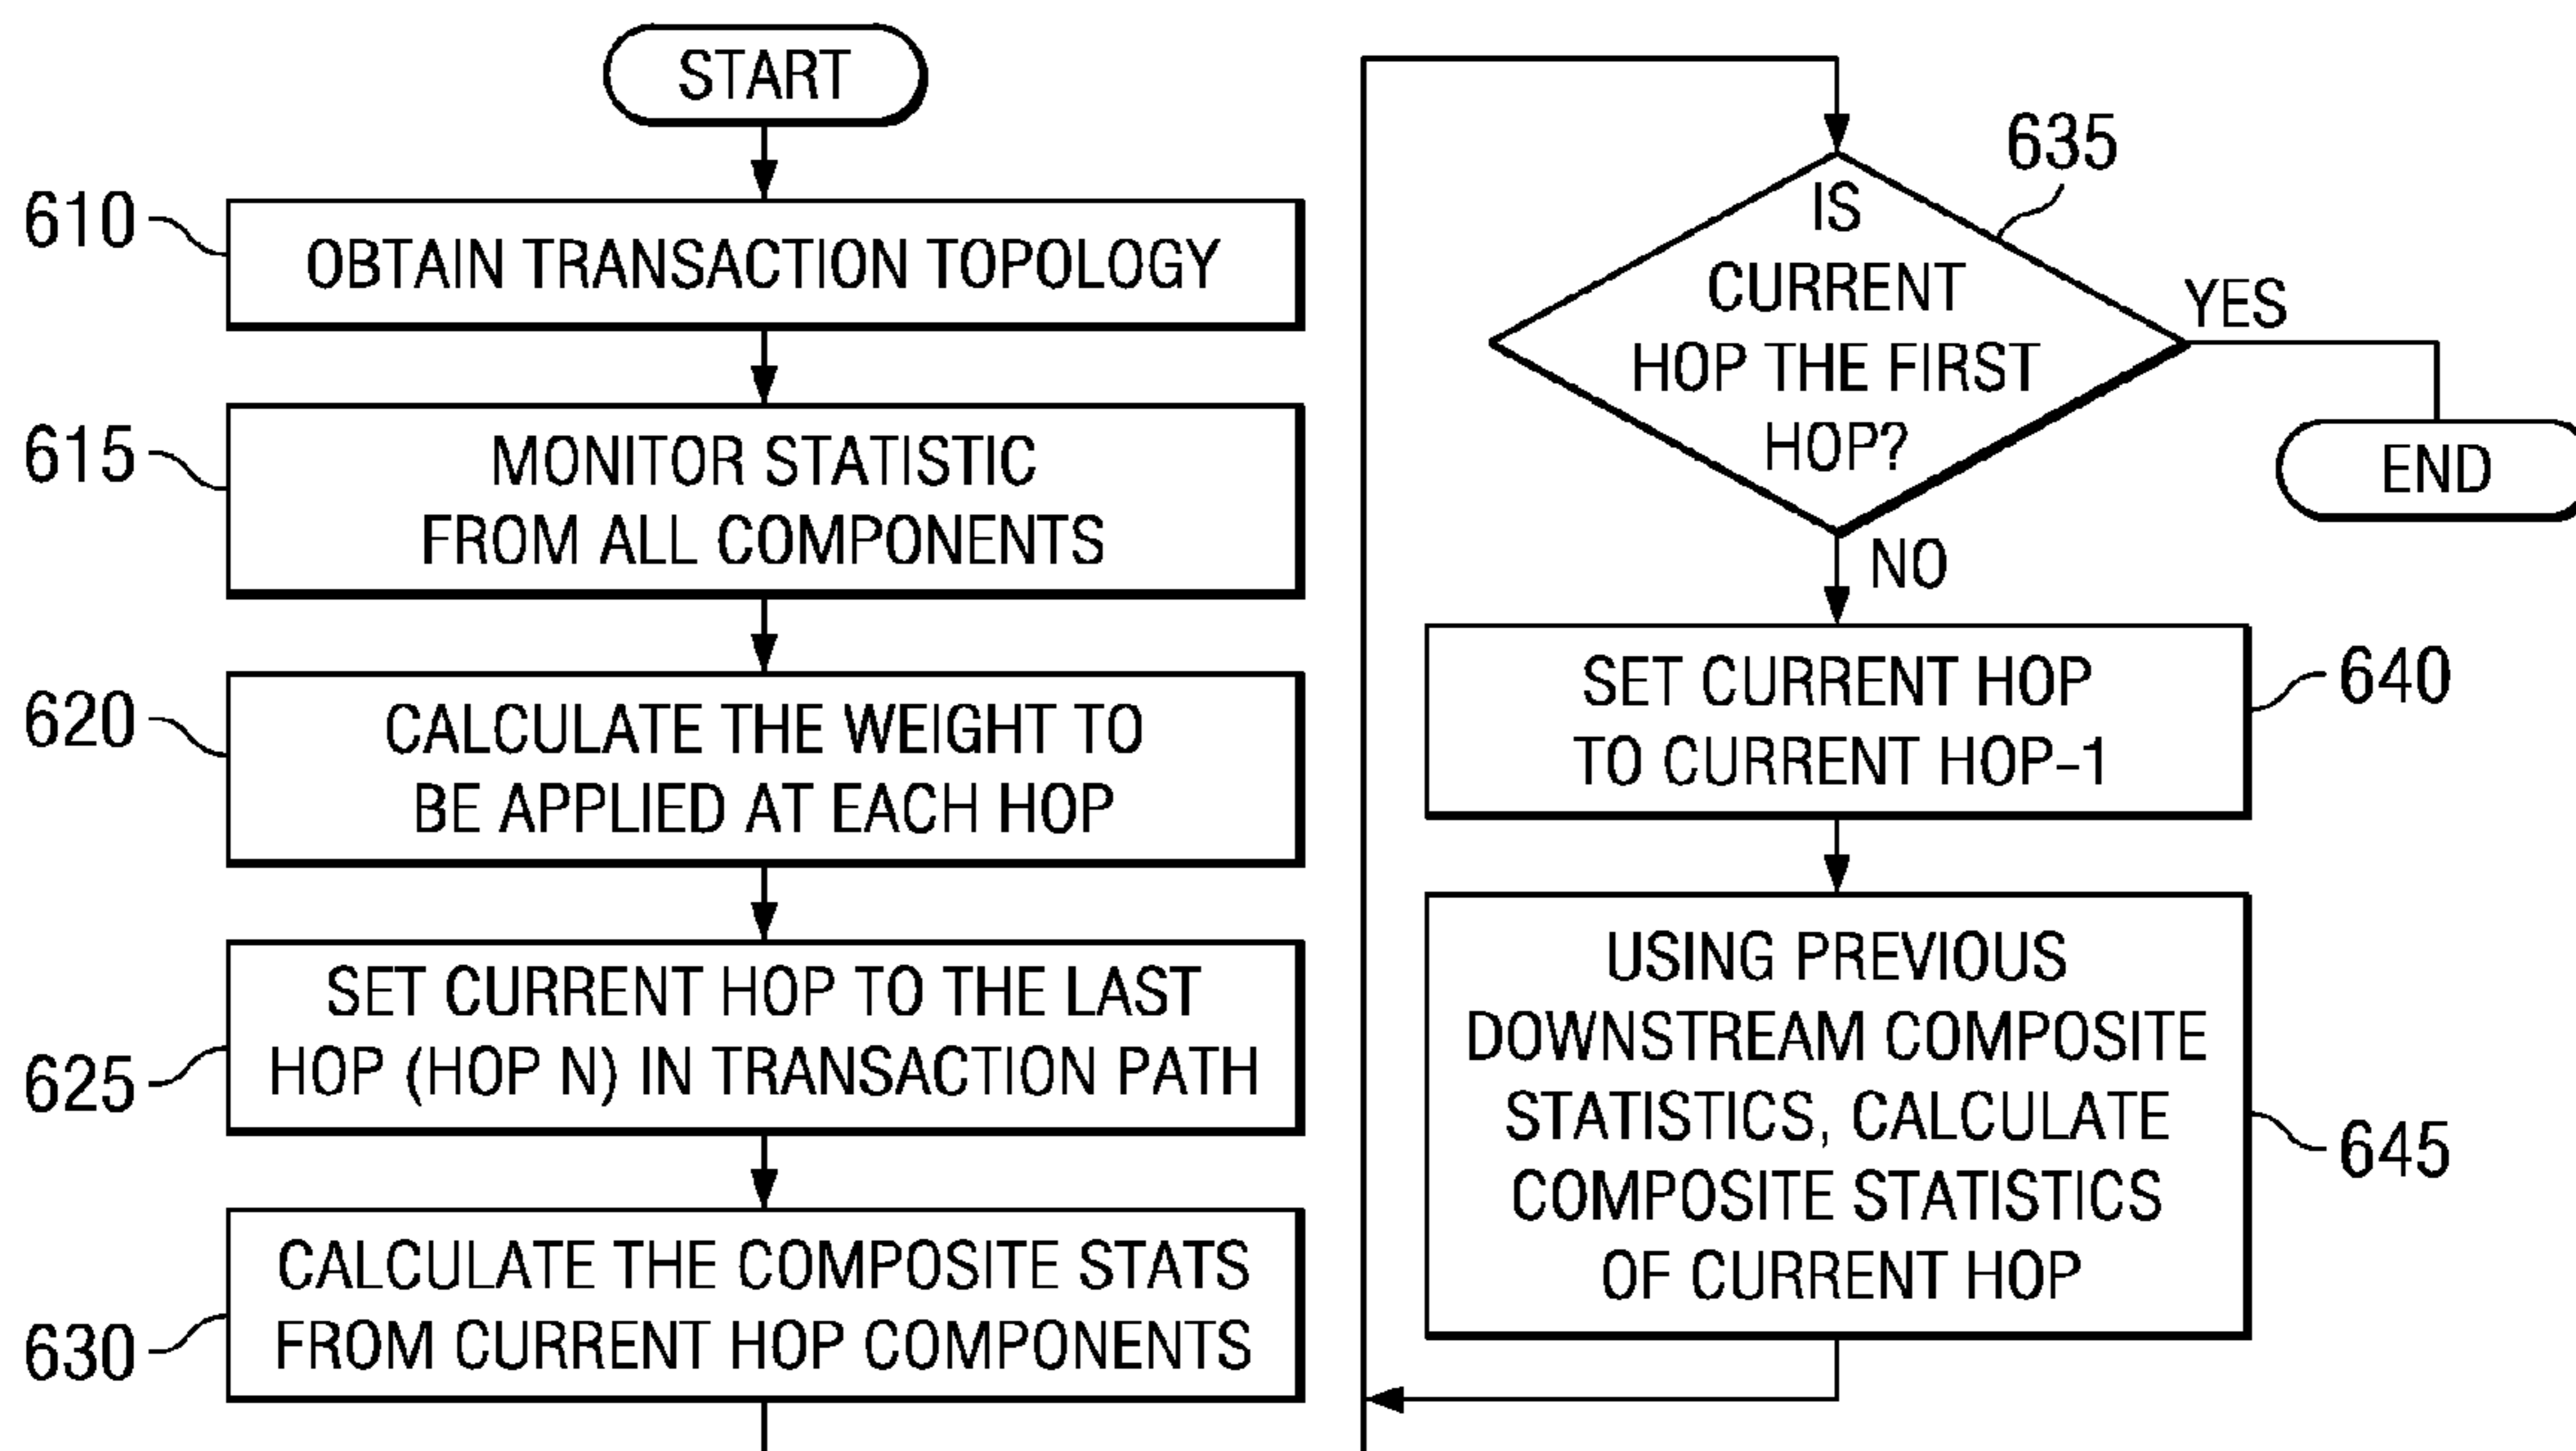 START
610
OBTAIN TRANSACTION TOPOLOGY
615
MONITOR STATISTIC
FROM ALL COMPONENTS
620
CALCULATE THE WEIGHT TO
BE APPLIED AT EACH HOP
625
SET CURRENT HOP TO THE LAST
HOP (HOP N) IN TRANSACTION PATH
630
CALCULATE THE COMPOSITE STATS
FROM CURRENT HOP COMPONENTS
635
IS
CURRENT
HOP THE FIRST
HOP?
YES
END
NO
640
SET CURRENT HOP
TO CURRENT HOP–1
645
USING PREVIOUS
DOWNSTREAM COMPOSITE
STATISTICS, CALCULATE
COMPOSITE STATISTICS
OF CURRENT HOP